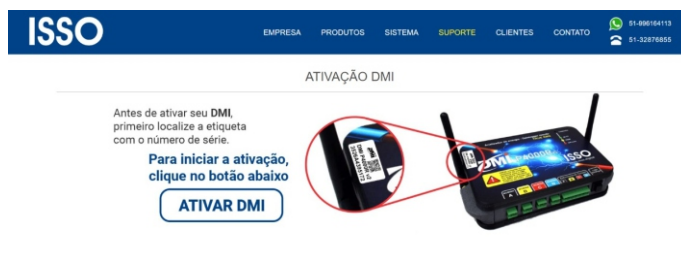 ISSO
EMPRESA PRODUTOS SISTEMA SUPORTE CLIENTES CONTATO
51-996164113
51-32876855
ATIVAÇÃO DMI
Antes de ativar seu DMI,
primeiro localize a etiqueta
com o número de série.
Para iniciar a ativação,
clique no botão abaixo
ATIVAR DMI
DMI
ISSO